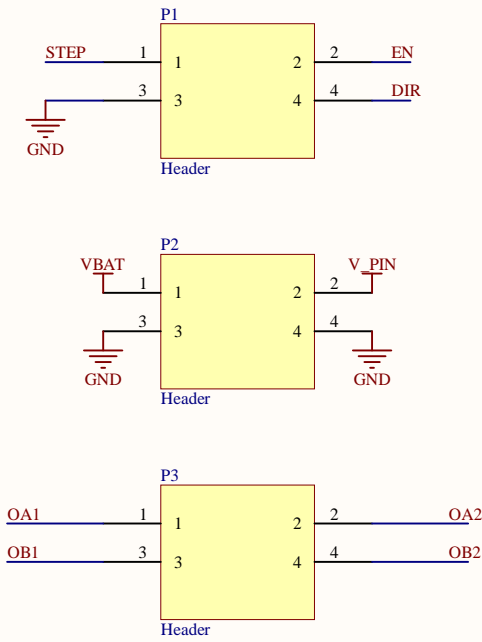 P1
STEP 1 1 2 2 EN
3 3 4 4 DIR
GND
Header
P2
VBAT V_PIN
1 1 2 2
3 3 4 4
GND GND
Header
P3
OA1 1 1 2 2 OA2
OB1 3 3 4 4 OB2
Header